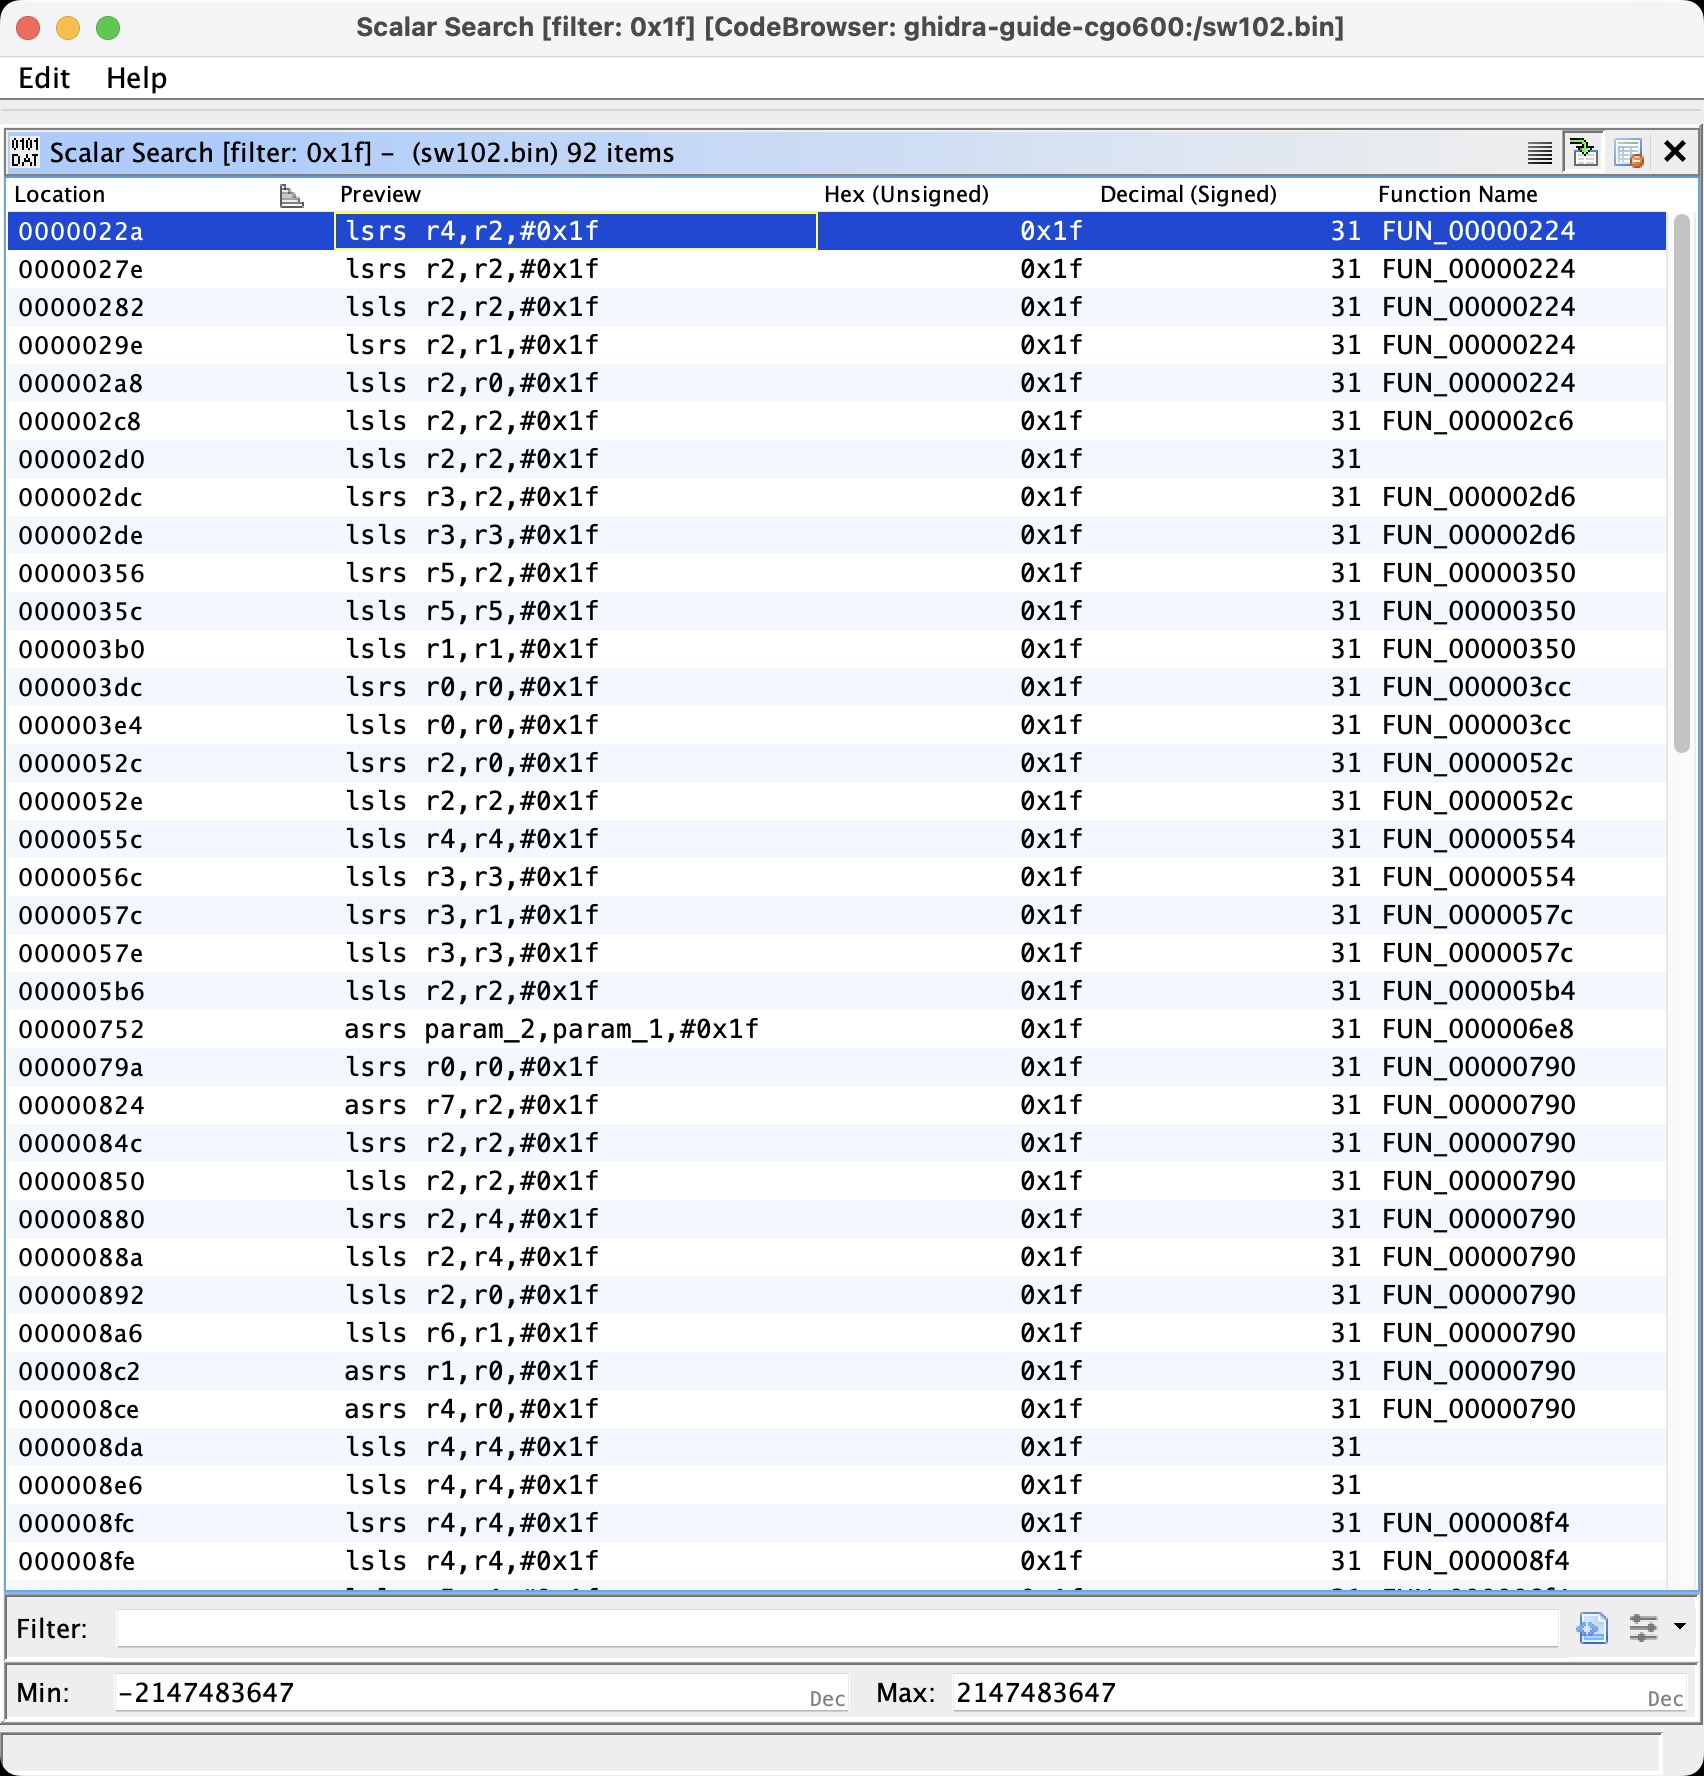 Scalar Search [filter: 0x1f] [CodeBrowser: ghidra-guide-cgo600:/sw102.bin]
Edit Help
0101 DAT Scalar Search [filter: 0x1f] – (sw102.bin) 92 items
Location Preview Hex (Unsigned) Decimal (Signed) Function Name
0000022a lsrs r4,r2,#0x1f 0x1f 31 FUN_00000224
0000027e lsrs r2,r2,#0x1f 0x1f 31 FUN_00000224
00000282 lsls r2,r2,#0x1f 0x1f 31 FUN_00000224
0000029e lsrs r2,r1,#0x1f 0x1f 31 FUN_00000224
000002a8 lsls r2,r0,#0x1f 0x1f 31 FUN_00000224
000002c8 lsls r2,r2,#0x1f 0x1f 31 FUN_000002c6
000002d0 lsls r2,r2,#0x1f 0x1f 31
000002dc lsrs r3,r2,#0x1f 0x1f 31 FUN_000002d6
000002de lsls r3,r3,#0x1f 0x1f 31 FUN_000002d6
00000356 lsrs r5,r2,#0x1f 0x1f 31 FUN_00000350
0000035c lsls r5,r5,#0x1f 0x1f 31 FUN_00000350
000003b0 lsls r1,r1,#0x1f 0x1f 31 FUN_00000350
000003dc lsrs r0,r0,#0x1f 0x1f 31 FUN_000003cc
000003e4 lsls r0,r0,#0x1f 0x1f 31 FUN_000003cc
0000052c lsrs r2,r0,#0x1f 0x1f 31 FUN_0000052c
0000052e lsls r2,r2,#0x1f 0x1f 31 FUN_0000052c
0000055c lsls r4,r4,#0x1f 0x1f 31 FUN_00000554
0000056c lsls r3,r3,#0x1f 0x1f 31 FUN_00000554
0000057c lsrs r3,r1,#0x1f 0x1f 31 FUN_0000057c
0000057e lsls r3,r3,#0x1f 0x1f 31 FUN_0000057c
000005b6 lsls r2,r2,#0x1f 0x1f 31 FUN_000005b4
00000752 asrs param_2,param_1,#0x1f 0x1f 31 FUN_000006e8
0000079a lsrs r0,r0,#0x1f 0x1f 31 FUN_00000790
00000824 asrs r7,r2,#0x1f 0x1f 31 FUN_00000790
0000084c lsrs r2,r2,#0x1f 0x1f 31 FUN_00000790
00000850 lsls r2,r2,#0x1f 0x1f 31 FUN_00000790
00000880 lsrs r2,r4,#0x1f 0x1f 31 FUN_00000790
0000088a lsls r2,r4,#0x1f 0x1f 31 FUN_00000790
00000892 lsls r2,r0,#0x1f 0x1f 31 FUN_00000790
000008a6 lsls r6,r1,#0x1f 0x1f 31 FUN_00000790
000008c2 asrs r1,r0,#0x1f 0x1f 31 FUN_00000790
000008ce asrs r4,r0,#0x1f 0x1f 31 FUN_00000790
000008da lsls r4,r4,#0x1f 0x1f 31
000008e6 lsls r4,r4,#0x1f 0x1f 31
000008fc lsrs r4,r4,#0x1f 0x1f 31 FUN_000008f4
000008fe lsls r4,r4,#0x1f 0x1f 31 FUN_000008f4
Filter:
Min: -2147483647 Dec Max: 2147483647 Dec